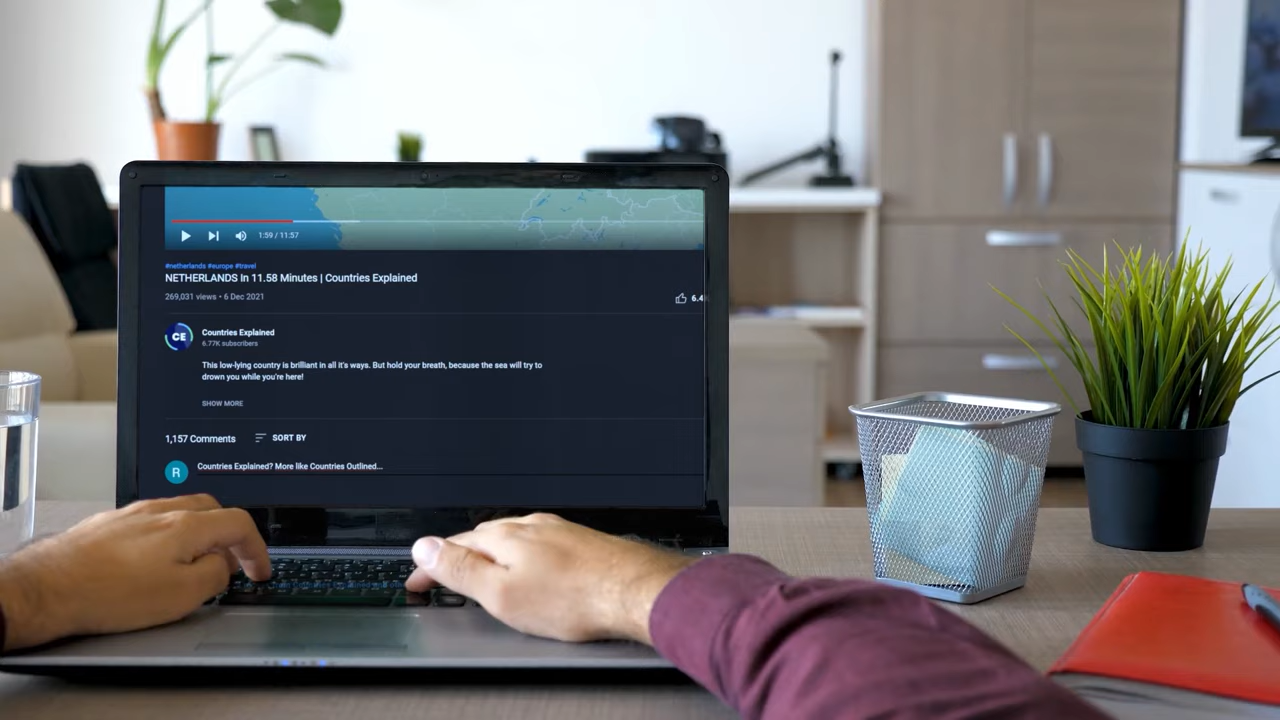 1:59 / 11:57
#netherlands #europe #travel
NETHERLANDS In 11.58 Minutes | Countries Explained
269,031 views • 6 Dec 2021
6.4
CE
Countries Explained
6.77K subscribers
This low-lying country is brilliant in all it's ways. But hold your breath, because the sea will try to
drown you while you're here!
SHOW MORE
1,157 Comments
SORT BY
R
Countries Explained? More like Countries Outlined...